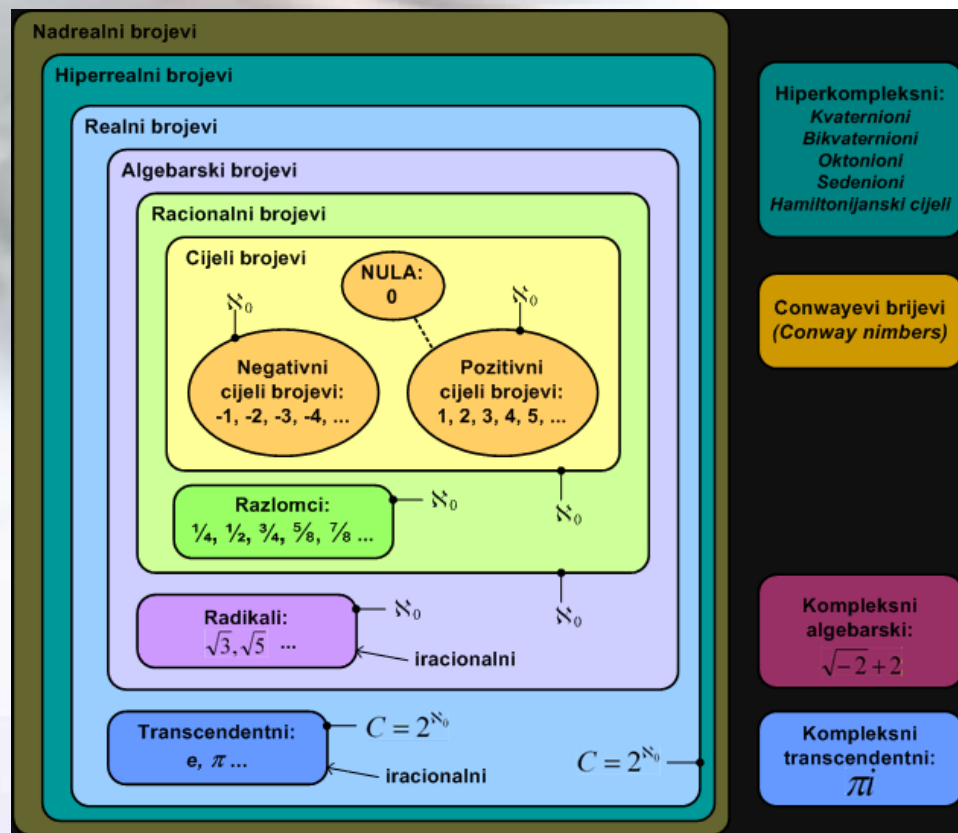 Nadrealni brojevi
Hiperrealni brojevi
Realni brojevi
Algebarski brojevi
Racionalni brojevi
Cijeli brojevi
NULA:
0
ℵ₀
ℵ₀
Negativni
cijeli brojevi:
-1, -2, -3, -4, ...
Pozitivni
cijeli brojevi:
1, 2, 3, 4, 5, ...
Razlomci:
¼, ½, ¾, ⅝, ⅞ ...
ℵ₀
ℵ₀
Radikali:
√3, √5 ...
ℵ₀
ℵ₀
iracionalni
Transcendentni:
e, π ...
C = 2^ℵ₀
iracionalni
C = 2^ℵ₀
Hiperkompleksni:
Kvaternioni
Bikvaternioni
Oktonioni
Sedenioni
Hamiltonijanski cijeli
Conwayevi brijevi
(Conway nimbers)
Kompleksni
algebarski:
√-2 + 2
Kompleksni
transcendentni:
πi